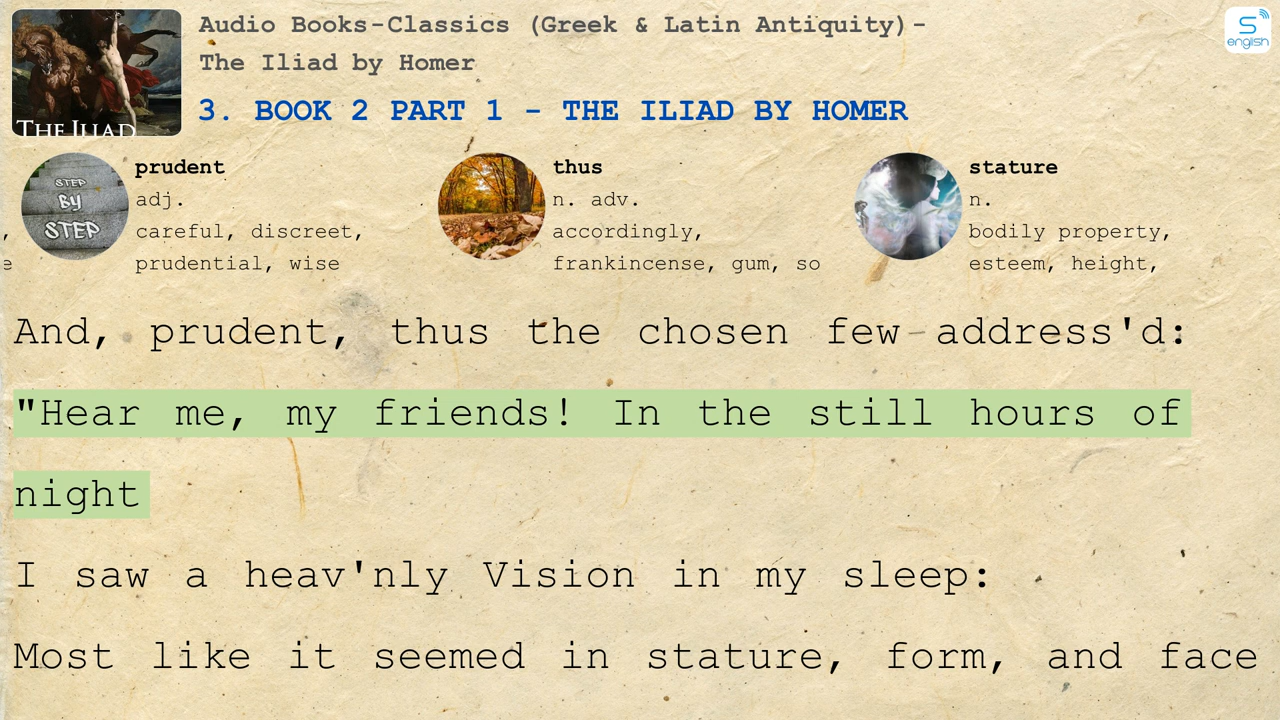 Audio Books-Classics (Greek & Latin Antiquity)-
The Iliad by Homer
3. BOOK 2 PART 1 - THE ILIAD BY HOMER
THE ILIAD
S
english
STEP
BY
STEP
prudent
adj.
careful, discreet,
prudential, wise
thus
n. adv.
accordingly,
frankincense, gum, so
stature
n.
bodily property,
esteem, height,
And, prudent, thus the chosen few address'd:
"Hear me, my friends! In the still hours of
night
I saw a heav'nly Vision in my sleep:
Most like it seemed in stature, form, and face